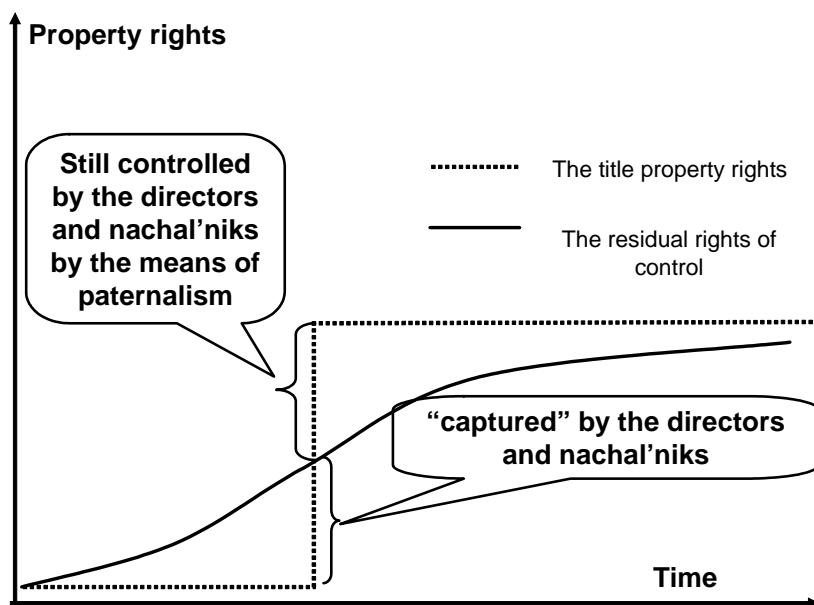 Property rights
Still controlled
by the directors
and nachal’niks
by the means of
paternalism
The title property rights
The residual rights of
control
“captured” by the directors
and nachal’niks
Time